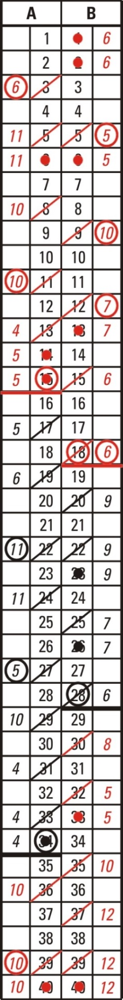 A B
1 1 6
2 2 6
6 3 3
4 4
11 5 5 5
11 6 6 5
7 7
10 8 8
9 9 10
10 10
10 11 11
12 12 7
4 13 13 7
5 14 14
5 15 15 6
16 16
5 17 17
18 18 6
6 19 19
20 20 9
21 21
11 22 22 9
23 23 9
11 24 24
25 25 7
26 26 7
5 27 27
28 28 6
10 29 29
30 30 8
4 31 31
32 32 5
4 33 33 5
4 34 34
35 35 10
10 36 36
37 37 12
38 38
10 39 39 12
10 40 40 12